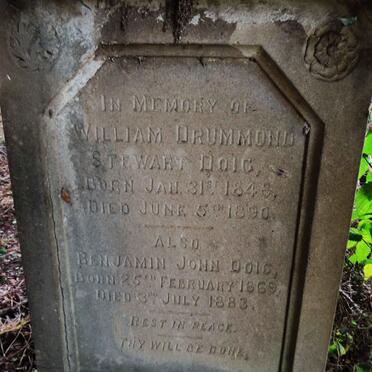 IN MEMORY OF
WILLIAM DRUMMOND
STEWART DOIG,
BORN JAN. 31ST 1848,
DIED JUNE 5TH 1890.
ALSO
BENJAMIN JOHN DOIG,
BORN 25TH FEBRUARY 1869,
DIED 3RD JULY 1883.
REST IN PEACE.
THY WILL BE DONE.